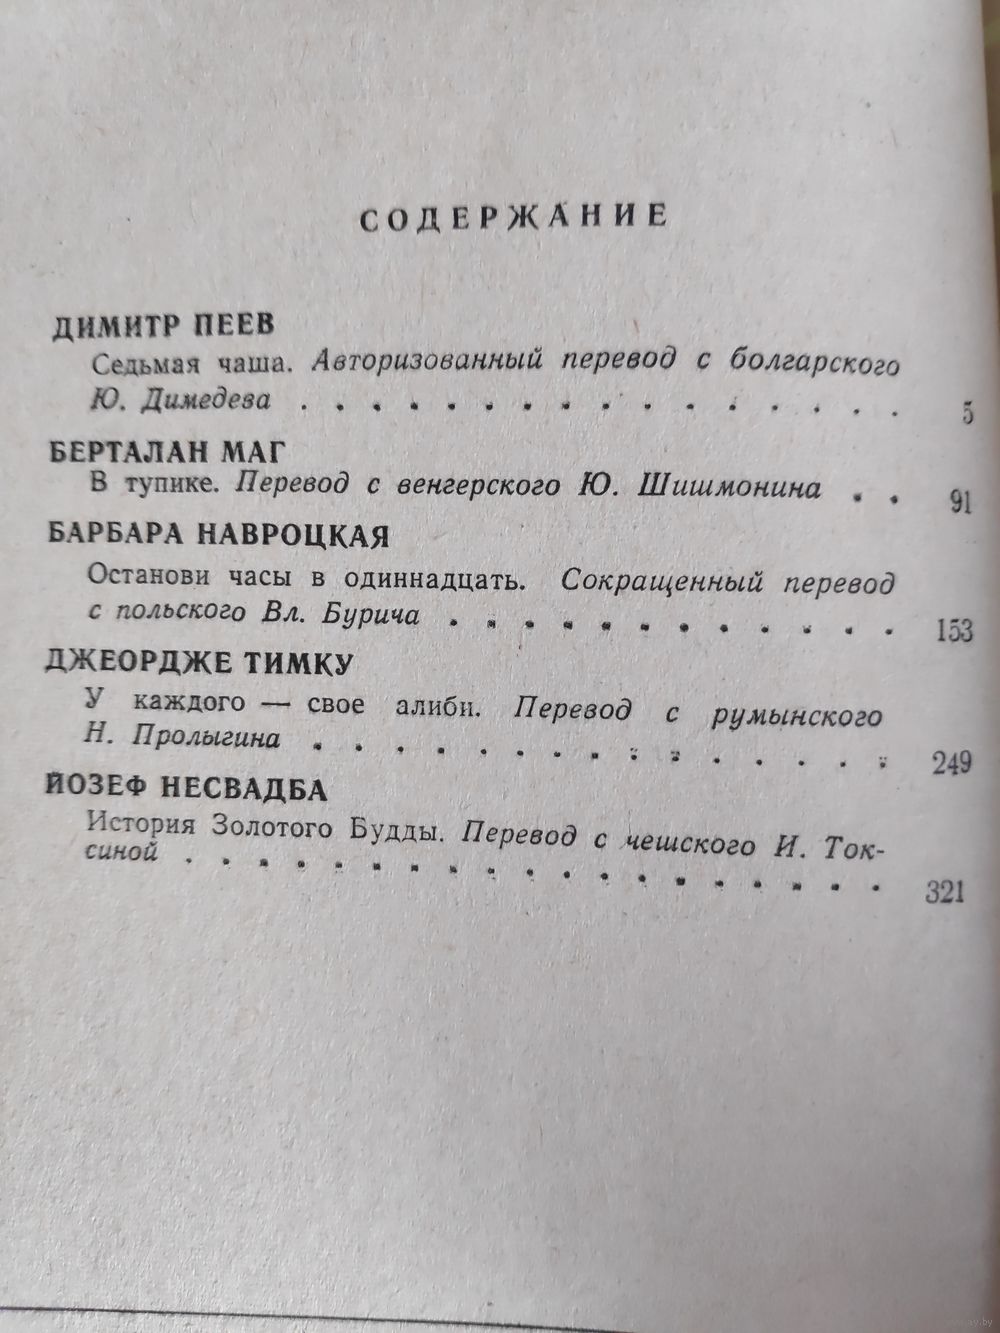 СОДЕРЖАНИЕ
ДИМИТР ПЕЕВ
Седьмая чаша. Авторизованный перевод с болгарского
Ю. Димедева . . . . . . . . . . . . . . . 5
БЕРТАЛАН МАГ
В тупике. Перевод с венгерского Ю. Шишмонина . . 91
БАРБАРА НАВРОЦКАЯ
Останови часы в одиннадцать. Сокращенный перевод
с польского Вл. Бурича . . . . . . . . . . . . 153
ДЖЕОРДЖЕ ТИМКУ
У каждого — свое алиби. Перевод с румынского
Н. Пролыгина . . . . . . . . . . . . . . . 249
ЙОЗЕФ НЕСВАДБА
История Золотого Будды. Перевод с чешского И. Ток-
синой . . . . . . . . . . . . . . . . . . . 321